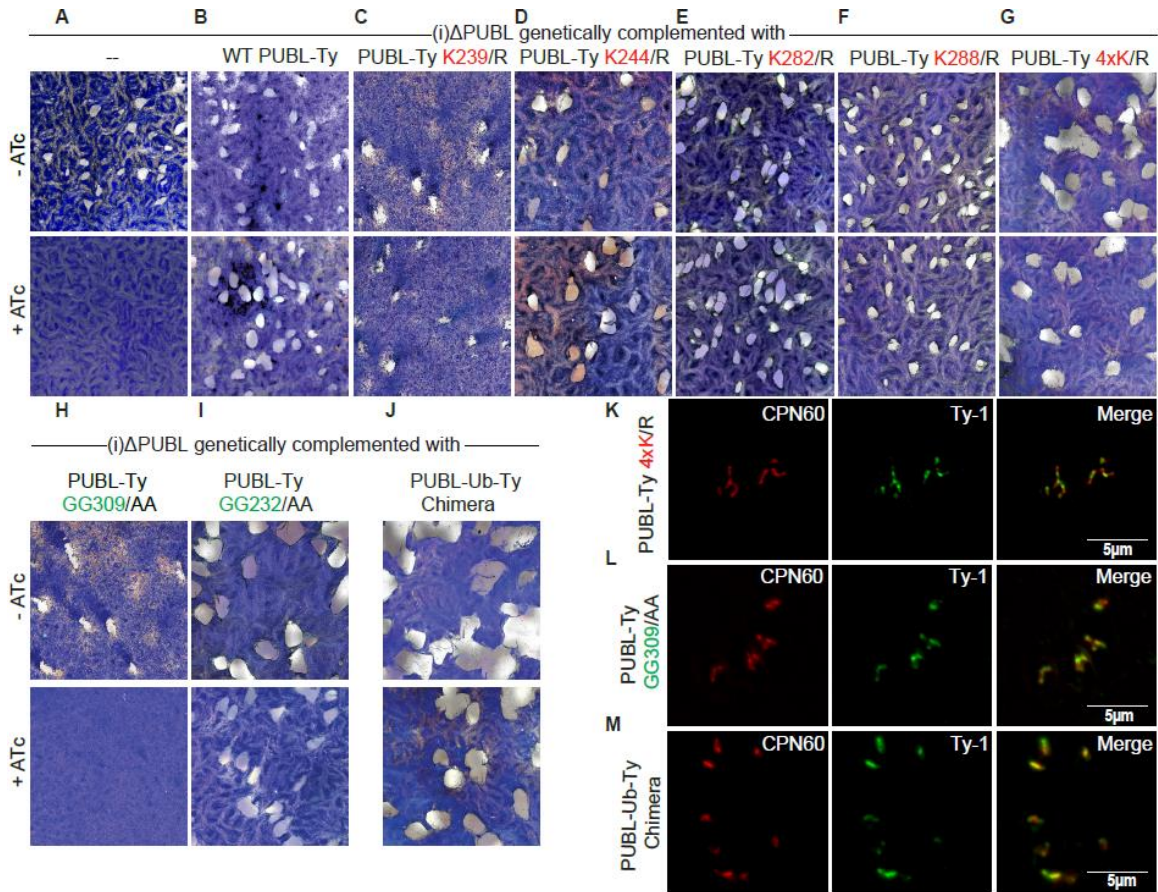 A B C D E F G
(i)ΔPUBL genetically complemented with
-- WT PUBL-Ty PUBL-Ty K239/R PUBL-Ty K244/R PUBL-Ty K282/R PUBL-Ty K288/R PUBL-Ty 4xK/R
- ATc
+ ATc
H I J
(i)ΔPUBL genetically complemented with
PUBL-Ty PUBL-Ty PUBL-Ub-Ty
GG309/AA GG232/AA Chimera
- ATc
+ ATc
K
PUBL-Ty 4xK/R
CPN60 Ty-1 Merge
5µm
L
PUBL-Ty
GG309/AA
CPN60 Ty-1 Merge
5µm
M
PUBL-Ub-Ty
Chimera
CPN60 Ty-1 Merge
5µm